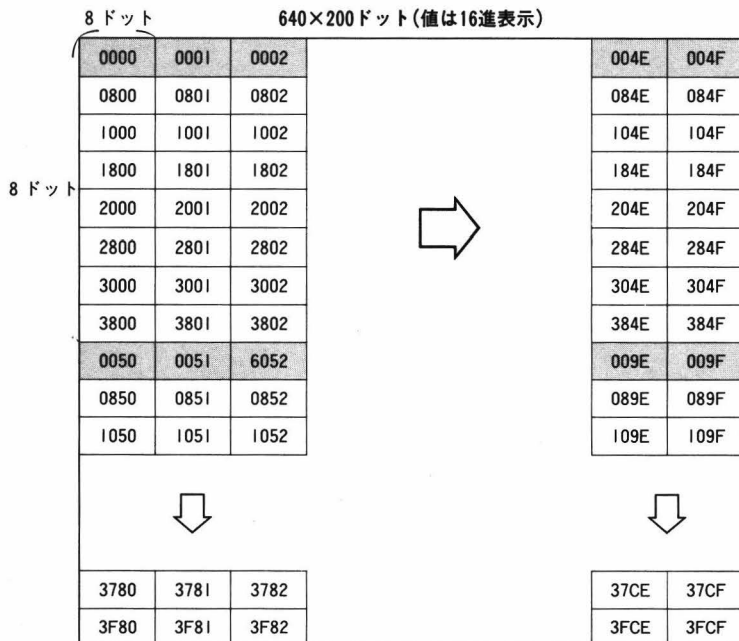 8 ドット 640×200ドット(値は16進表示)
0000 0001 0002 004E 004F
0800 0801 0802 084E 084F
1000 1001 1002 104E 104F
1800 1801 1802 184E 184F
8 ドット
2000 2001 2002 204E 204F
2800 2801 2802 284E 284F
3000 3001 3002 304E 304F
3800 3801 3802 384E 384F
0050 0051 6052 009E 009F
0850 0851 0852 089E 089F
1050 1051 1052 109E 109F
3780 3781 3782 37CE 37CF
3F80 3F81 3F82 3FCE 3FCF